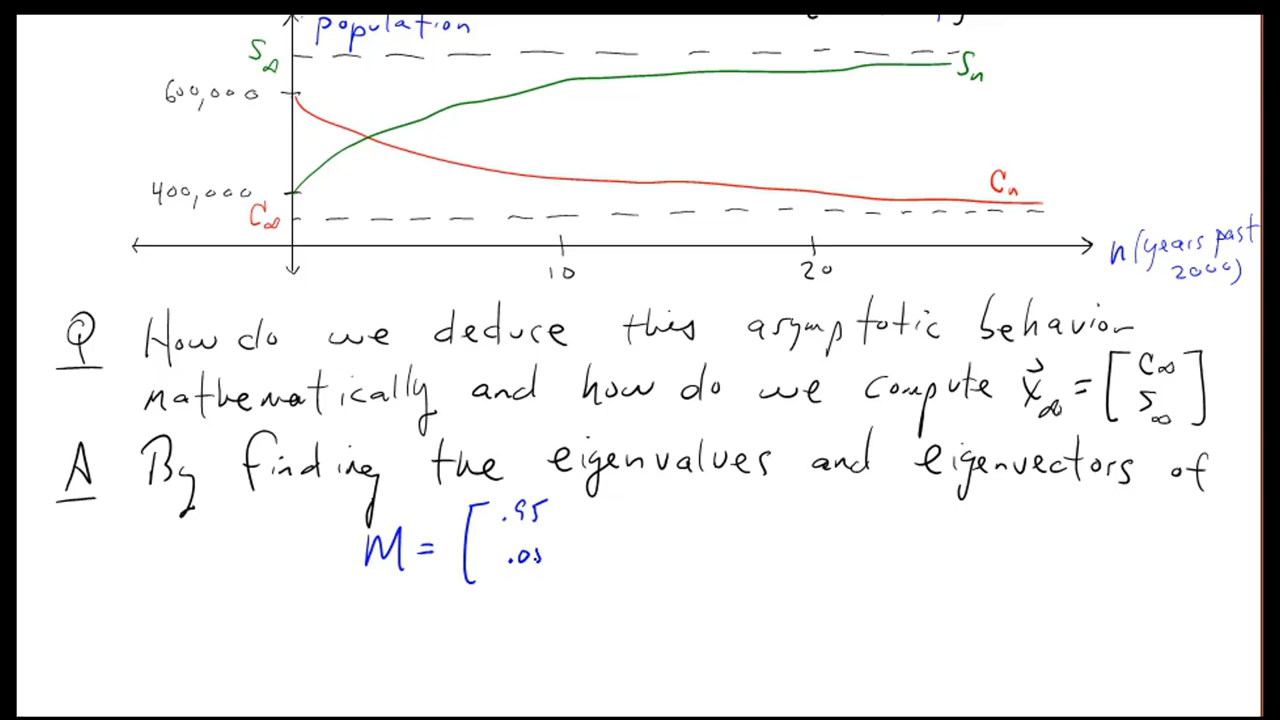 population
S∞
600,000
Sn
400,000
Cn
C∞
10 20
n (years past
2000)
Q How do we deduce this asymptotic behavior
mathematically and how do we compute x⃗∞ = [C∞ S∞]
A By finding the eigenvalues and eigenvectors of
M = [ .95
.05